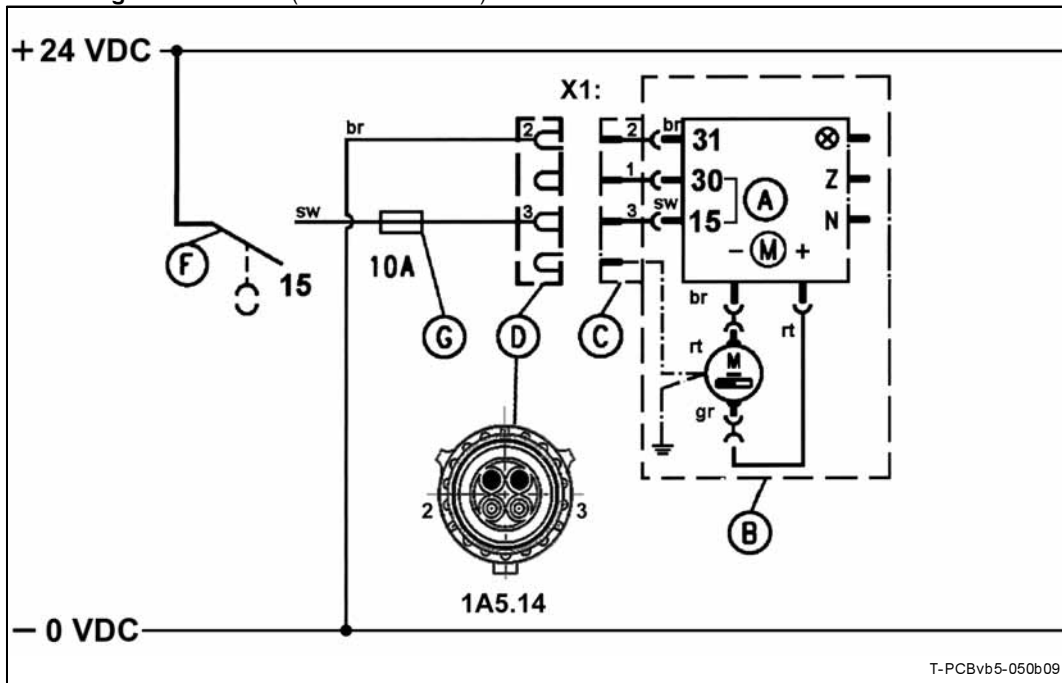 + 24 VDC
X1:
br
2
2
br
31
1
30
A
Z
sw
3
3
sw
15
N
F
15
10A
− M +
G
D
C
br
rt
rt
M
gr
2
3
B
1A5.14
− 0 VDC
T-PCBvb5-050b09